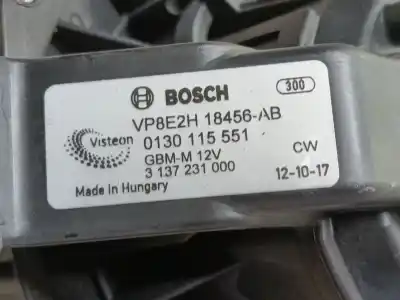 BOSCH
300
VP8E2H 18456-AB
Visteon
0130 115 551
GBM-M 12V
CW
3 137 231 000
12-10-17
Made in Hungary